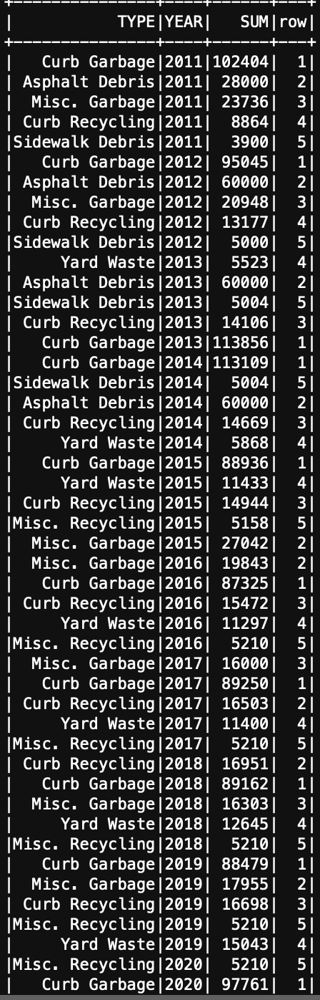 +----------------+----+------+---+
|            TYPE|YEAR|   SUM|row|
+----------------+----+------+---+
|    Curb Garbage|2011|102404|  1|
|  Asphalt Debris|2011| 28000|  2|
|   Misc. Garbage|2011| 23736|  3|
|  Curb Recycling|2011|  8864|  4|
| Sidewalk Debris|2011|  3900|  5|
|    Curb Garbage|2012| 95045|  1|
|  Asphalt Debris|2012| 60000|  2|
|   Misc. Garbage|2012| 20948|  3|
|  Curb Recycling|2012| 13177|  4|
| Sidewalk Debris|2012|  5000|  5|
|      Yard Waste|2013|  5523|  4|
|  Asphalt Debris|2013| 60000|  2|
| Sidewalk Debris|2013|  5004|  5|
|  Curb Recycling|2013| 14106|  3|
|    Curb Garbage|2013|113856|  1|
|    Curb Garbage|2014|113109|  1|
| Sidewalk Debris|2014|  5004|  5|
|  Asphalt Debris|2014| 60000|  2|
|  Curb Recycling|2014| 14669|  3|
|      Yard Waste|2014|  5868|  4|
|    Curb Garbage|2015| 88936|  1|
|      Yard Waste|2015| 11433|  4|
|  Curb Recycling|2015| 14944|  3|
| Misc. Recycling|2015|  5158|  5|
|   Misc. Garbage|2015| 27042|  2|
|   Misc. Garbage|2016| 19843|  2|
|    Curb Garbage|2016| 87325|  1|
|  Curb Recycling|2016| 15472|  3|
|      Yard Waste|2016| 11297|  4|
| Misc. Recycling|2016|  5210|  5|
|   Misc. Garbage|2017| 16000|  3|
|    Curb Garbage|2017| 89250|  1|
|  Curb Recycling|2017| 16503|  2|
|      Yard Waste|2017| 11400|  4|
| Misc. Recycling|2017|  5210|  5|
|  Curb Recycling|2018| 16951|  2|
|    Curb Garbage|2018| 89162|  1|
|   Misc. Garbage|2018| 16303|  3|
|      Yard Waste|2018| 12645|  4|
| Misc. Recycling|2018|  5210|  5|
|    Curb Garbage|2019| 88479|  1|
|   Misc. Garbage|2019| 17955|  2|
|  Curb Recycling|2019| 16698|  3|
| Misc. Recycling|2019|  5210|  5|
|      Yard Waste|2019| 15043|  4|
| Misc. Recycling|2020|  5210|  5|
|    Curb Garbage|2020| 97761|  1|